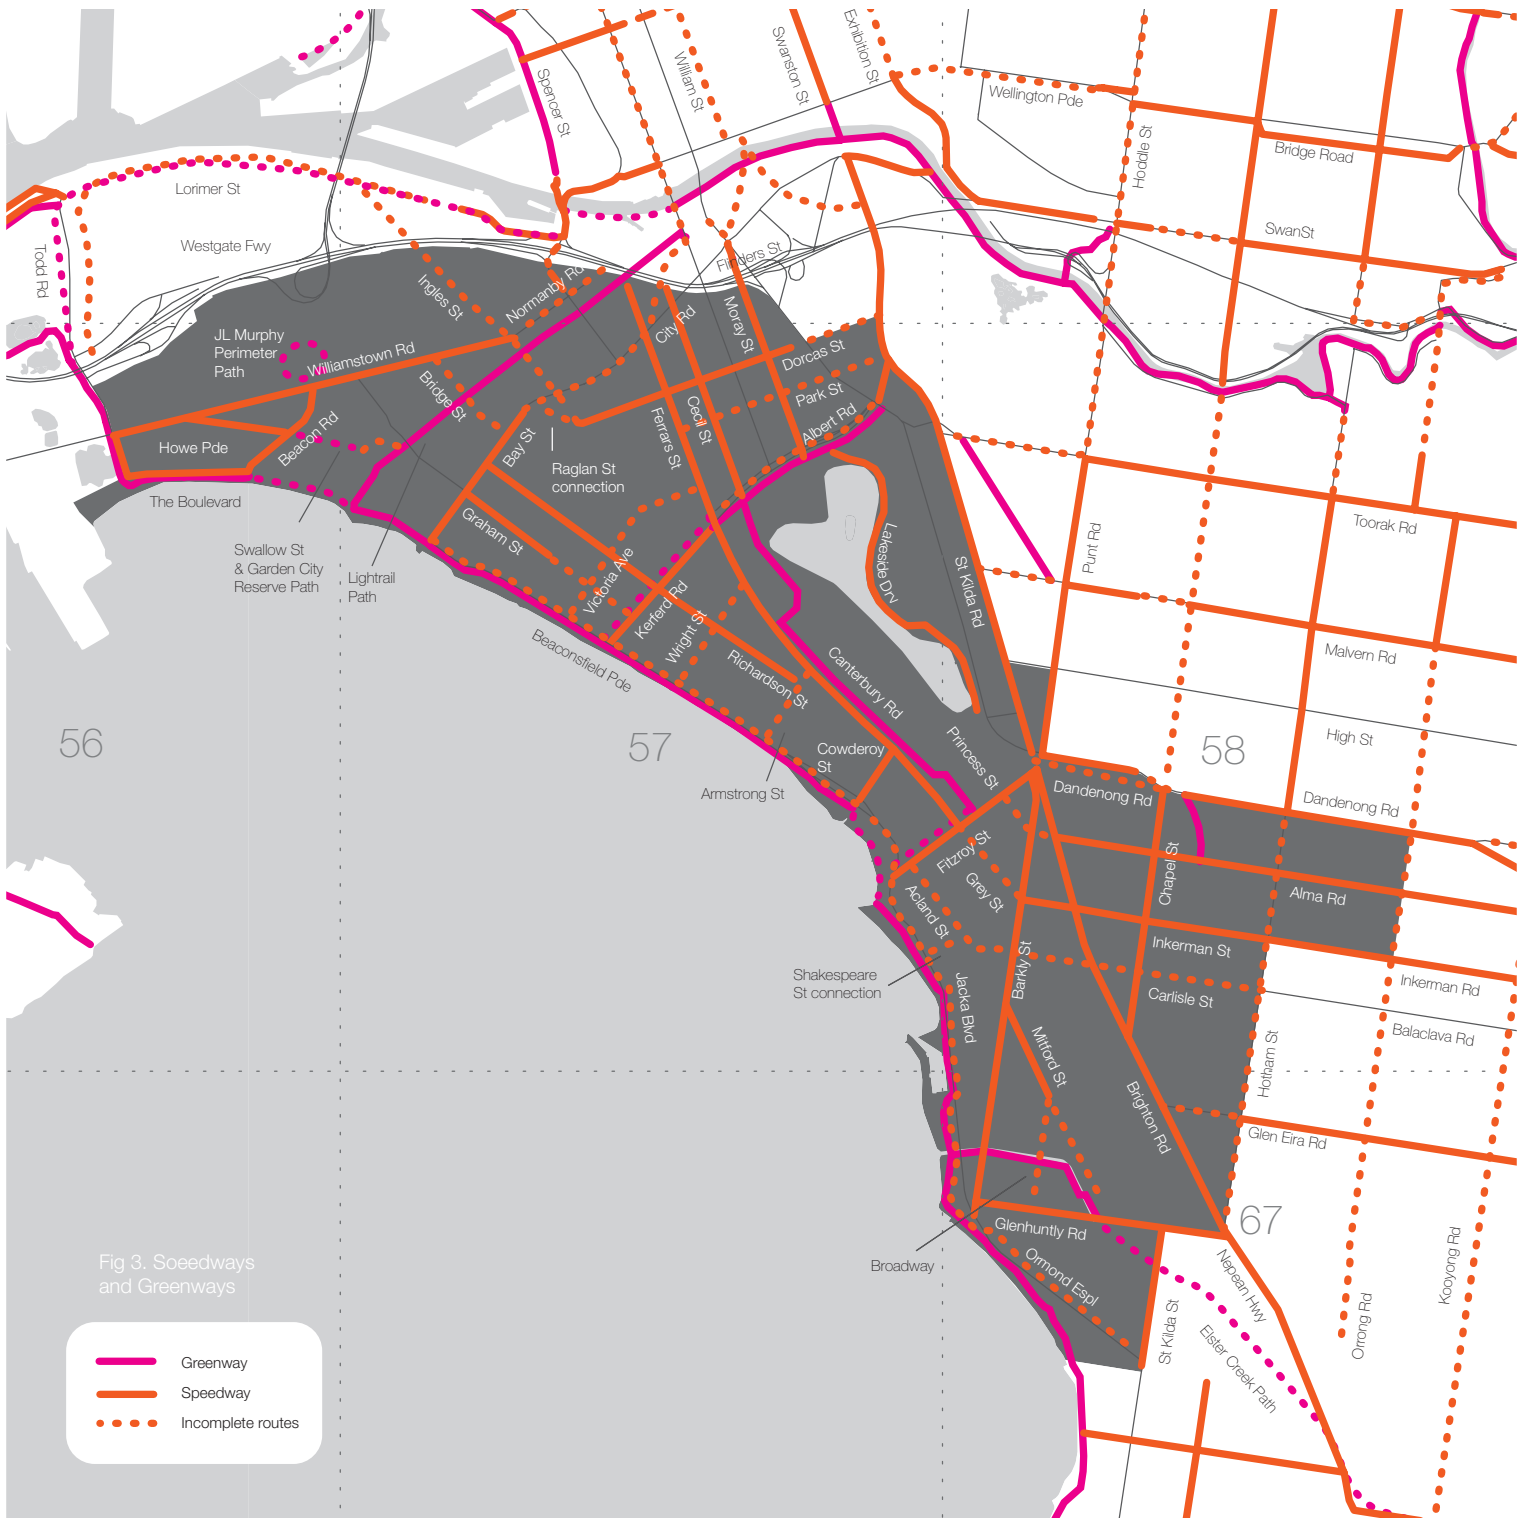 Exhibition St
Swanston St
William St
Spencer St
Wellington Pde
Hoddle St
Bridge Road
Lorimer St
SwanSt
Westgate Fwy
Todd Rd
Finders St
Normanby Rd
Ingles St
City Rd
Moray St
JL Murphy
Perimeter
Path
Williamstown Rd
Dorcas St
Bridge St
Park St
Albert Rd
Cecil St
Ferrars St
Howe Pde
Beacon Rd
Bay St
Raglan St
connection
The Boulevard
Graham St
Toorak Rd
Punt Rd
Swallow St
& Garden City
Reserve Path
Lightrail
Path
Victoria Ave
Lakeside Drv
St Kilda Rd
Kerferd Rd
Wright St
Beaconsfield Pde
Richardson St
Canterbury Rd
Malvern Rd
56
57
58
High St
Princess St
Cowderoy
St
Armstrong St
Dandenong Rd
Dandenong Rd
Fitzroy St
Grey St
Acland St
Chapel St
Alma Rd
Inkerman St
Barkly St
Shakespeare
St connection
Jacka Blvd
Carlisle St
Inkerman Rd
Balaclava Rd
Mitford St
Hotham St
Brighton Rd
Glen Eira Rd
67
Glenhuntly Rd
Broadway
Ormond Espl
Nepean Hwy
St Kilda St
Elster Creek Path
Orrong Rd
Kooyong Rd
Fig 3. Soeedways
and Greenways
Greenway
Speedway
Incomplete routes